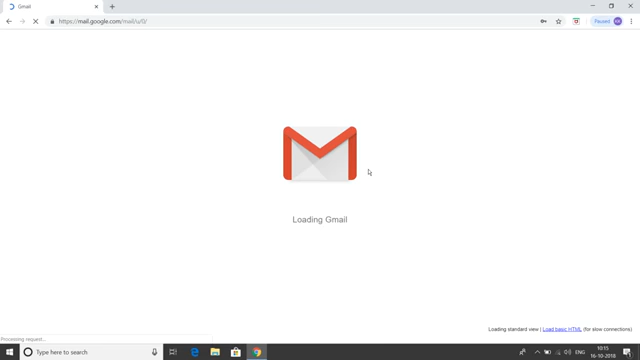 Gmail
https://mail.google.com/mail/u/0/
Paused
Loading Gmail
Loading standard view | Load basic HTML (for slow connections)
Processing request...
Type here to search
ENG
10:15
16-10-2018